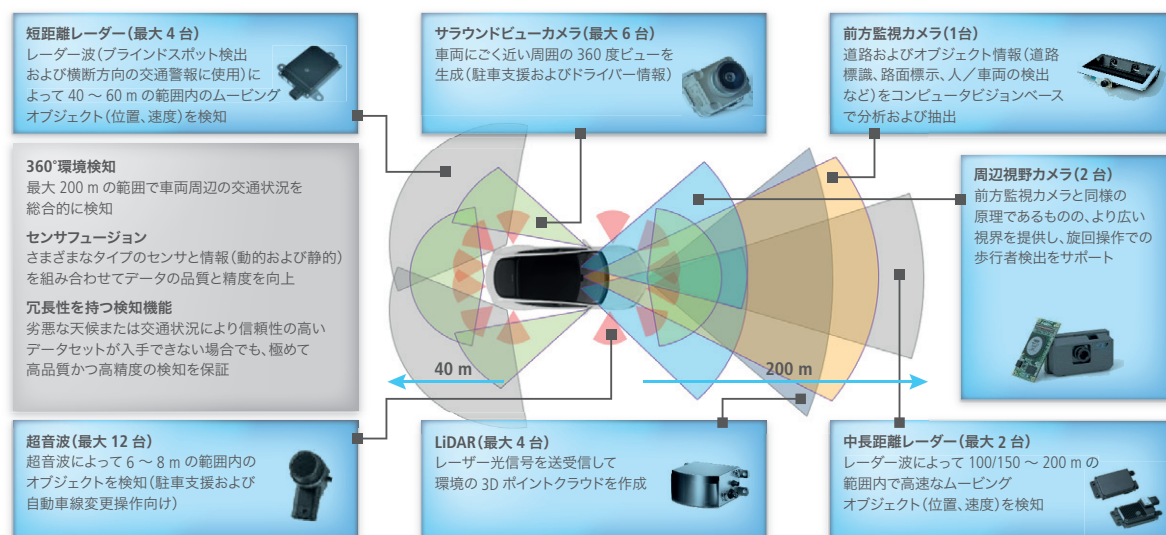 短距離レーダー(最大 4 台)
レーダー波(ブラインドスポット検出
および横断方向の交通警報に使用)に
よって 40 ~ 60 m の範囲内のムービング
オブジェクト(位置、速度)を検知
サラウンドビューカメラ(最大 6 台)
車両にごく近い周囲の 360 度ビューを
生成(駐車支援およびドライバー情報)
前方監視カメラ(1台)
道路およびオブジェクト情報(道路
標識、路面標示、人/車両の検出
など)をコンピュータビジョンベース
で分析および抽出
360°環境検知
最大 200 m の範囲で車両周辺の交通状況を
総合的に検知
センサフュージョン
さまざまなタイプのセンサと情報(動的および静的)
を組み合わせてデータの品質と精度を向上
冗長性を持つ検知機能
劣悪な天候または交通状況により信頼性の高い
データセットが入手できない場合でも、極めて
高品質かつ高精度の検知を保証
周辺視野カメラ(2 台)
前方監視カメラと同様の
原理であるものの、より広い
視界を提供し、旋回操作での
歩行者検出をサポート
40 m
200 m
超音波(最大 12 台)
超音波によって 6 ~ 8 m の範囲内の
オブジェクトを検知(駐車支援および
自動車線変更操作向け)
LiDAR(最大 4 台)
レーザー光信号を送受信して
環境の 3D ポイントクラウドを作成
中長距離レーダー(最大 2 台)
レーダー波によって 100/150 ~ 200 m の
範囲内で高速なムービング
オブジェクト(位置、速度)を検知